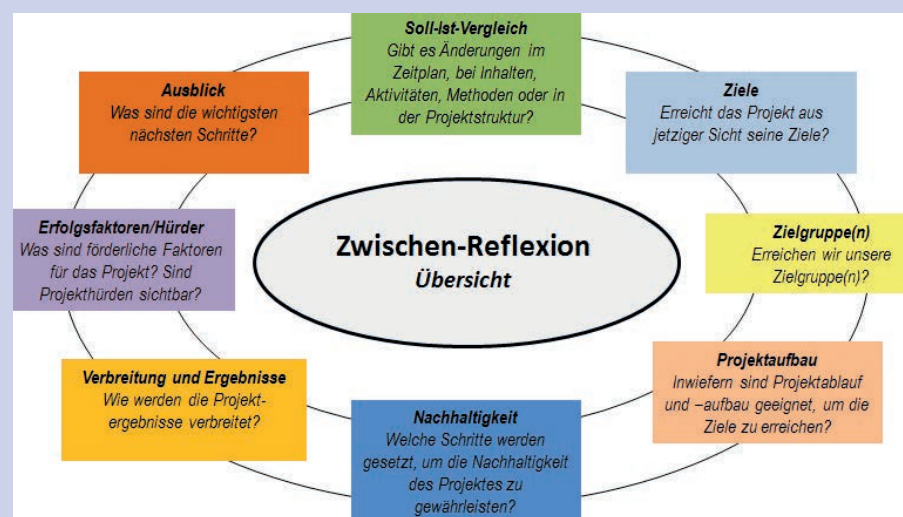 Soll-Ist-Vergleich
Gibt es Änderungen im
Zeitplan, bei Inhalten,
Aktivitäten, Methoden oder in
der Projektstruktur?
Ziele
Erreicht das Projekt aus
jetziger Sicht seine Ziele?
Zielgruppe(n)
Erreichen wir unsere
Zielgruppe(n)?
Projektaufbau
Inwiefern sind Projektablauf
und –aufbau geeignet, um die
Ziele zu erreichen?
Nachhaltigkeit
Welche Schritte werden
gesetzt, um die Nachhaltigkeit
des Projektes zu
gewährleisten?
Verbreitung und Ergebnisse
Wie werden die Projekt-
ergebnisse verbreitet?
Erfolgsfaktoren/Hürder
Was sind förderliche Faktoren
für das Projekt? Sind
Projekthürden sichtbar?
Ausblick
Was sind die wichtigsten
nächsten Schritte?
Zwischen-Reflexion
Übersicht